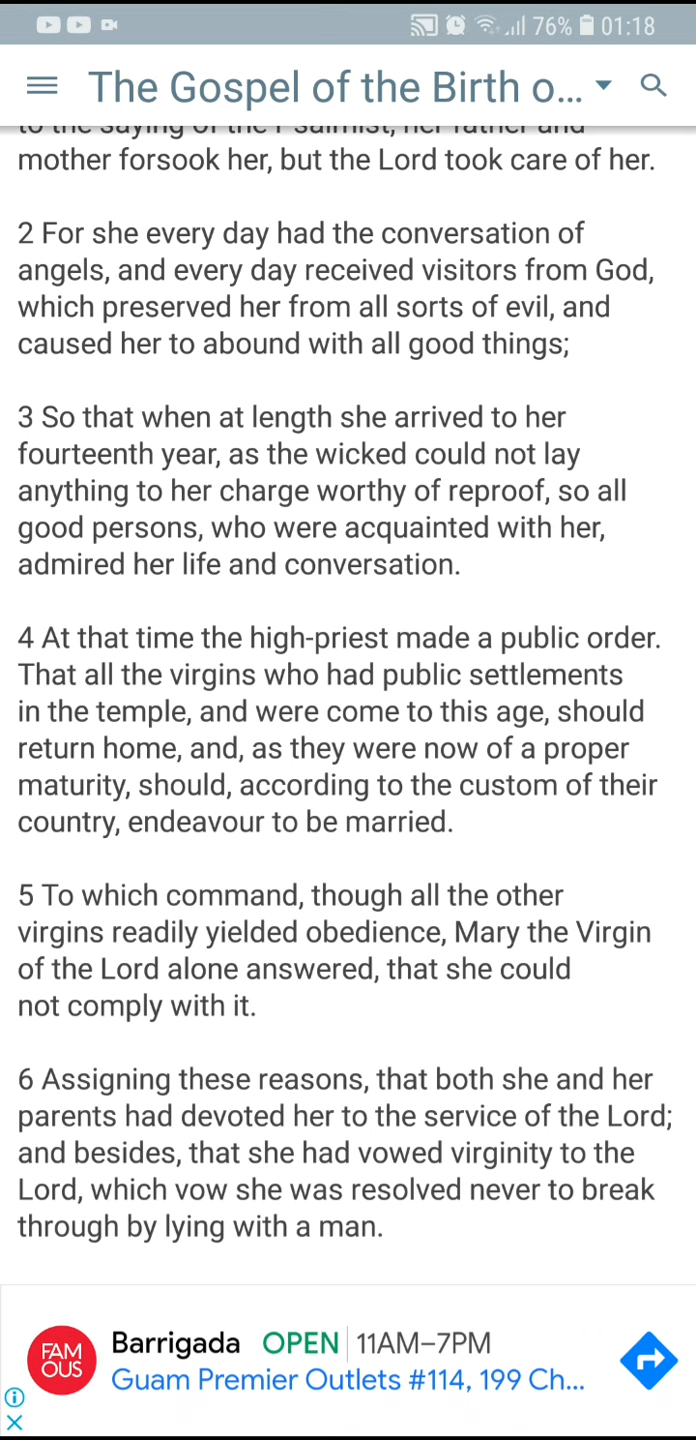 76% 01:18
The Gospel of the Birth o...
to the saying of the Psalmist, her father and
mother forsook her, but the Lord took care of her.
2 For she every day had the conversation of
angels, and every day received visitors from God,
which preserved her from all sorts of evil, and
caused her to abound with all good things;
3 So that when at length she arrived to her
fourteenth year, as the wicked could not lay
anything to her charge worthy of reproof, so all
good persons, who were acquainted with her,
admired her life and conversation.
4 At that time the high-priest made a public order.
That all the virgins who had public settlements
in the temple, and were come to this age, should
return home, and, as they were now of a proper
maturity, should, according to the custom of their
country, endeavour to be married.
5 To which command, though all the other
virgins readily yielded obedience, Mary the Virgin
of the Lord alone answered, that she could
not comply with it.
6 Assigning these reasons, that both she and her
parents had devoted her to the service of the Lord;
and besides, that she had vowed virginity to the
Lord, which vow she was resolved never to break
through by lying with a man.
FAM
OUS
Barrigada OPEN 11AM–7PM
Guam Premier Outlets #114, 199 Ch...